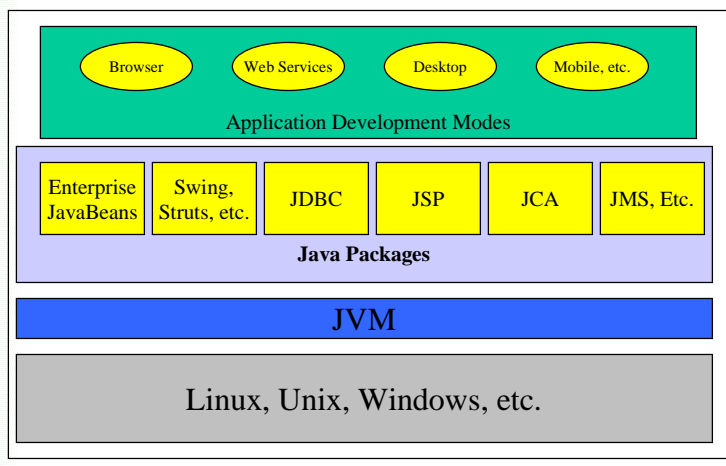 Browser
Web Services
Desktop
Mobile, etc.
Application Development Modes
Enterprise
JavaBeans
Swing,
Struts, etc.
JDBC
JSP
JCA
JMS, Etc.
Java Packages
JVM
Linux, Unix, Windows, etc.